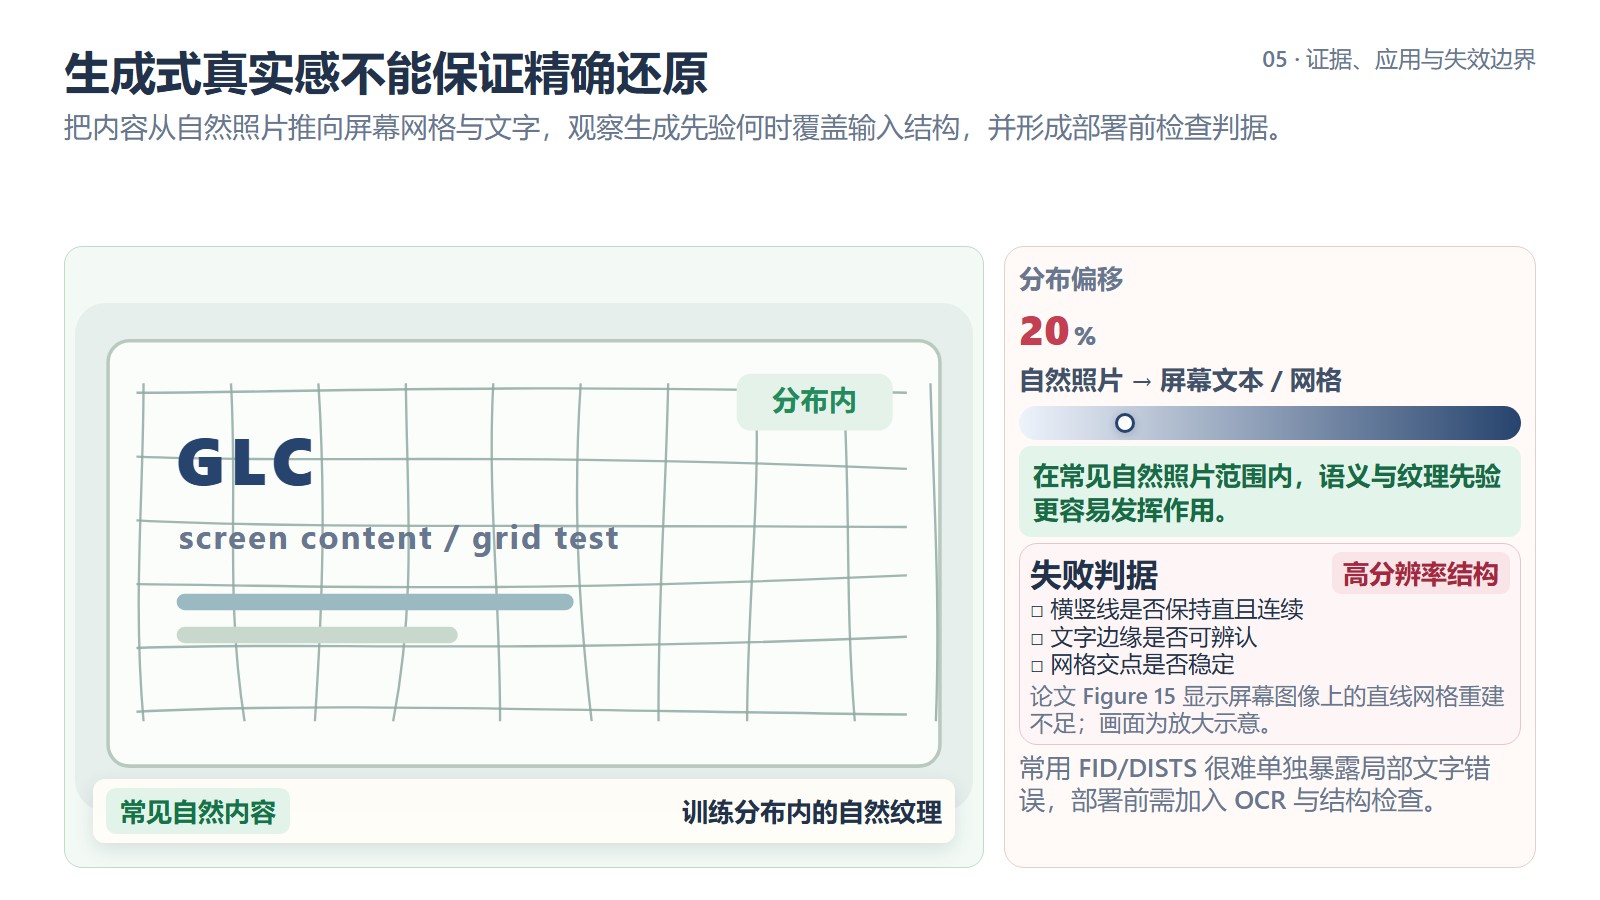 生成式真实感不能保证精确还原
05 · 证据、应用与失效边界
把内容从自然照片推向屏幕网格与文字，观察生成先验何时覆盖输入结构，并形成部署前检查判据。
分布内
GLC
screen content / grid test
常见自然内容
训练分布内的自然纹理
分布偏移
20 %
自然照片 → 屏幕文本 / 网格
在常见自然照片范围内，语义与纹理先验
更容易发挥作用。
失败判据
高分辨率结构
□ 横竖线是否保持直且连续
□ 文字边缘是否可辨认
□ 网格交点是否稳定
论文 Figure 15 显示屏幕图像上的直线网格重建
不足；画面为放大示意。
常用 FID/DISTS 很难单独暴露局部文字错
误，部署前需加入 OCR 与结构检查。